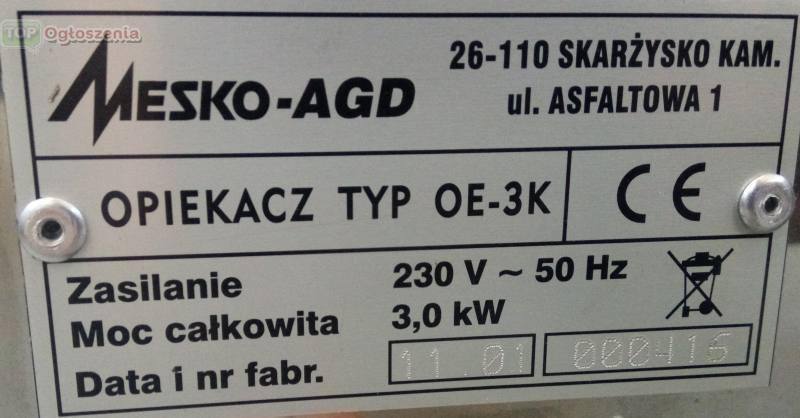 TOP Ogłoszenia
MESKO-AGD
26-110 SKARŻYSKO KAM.
ul. ASFALTOWA 1
OPIEKACZ TYP OE-3K
CE
Zasilanie 230 V ~ 50 Hz
Moc całkowita 3,0 kW
Data i nr fabr. 11.01 000416